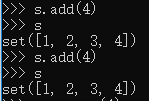 >>> s.add(4)
>>> s
set([1, 2, 3, 4])
>>> s.add(4)
>>> s
set([1, 2, 3, 4])